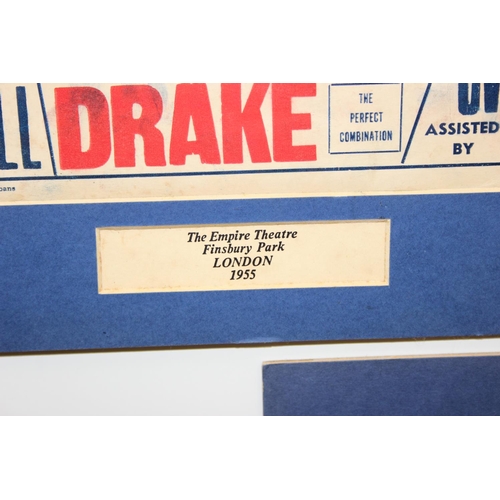 DRAKE
THE
PERFECT
COMBINATION
ASSISTED
BY
The Empire Theatre
Finsbury Park
LONDON
1955